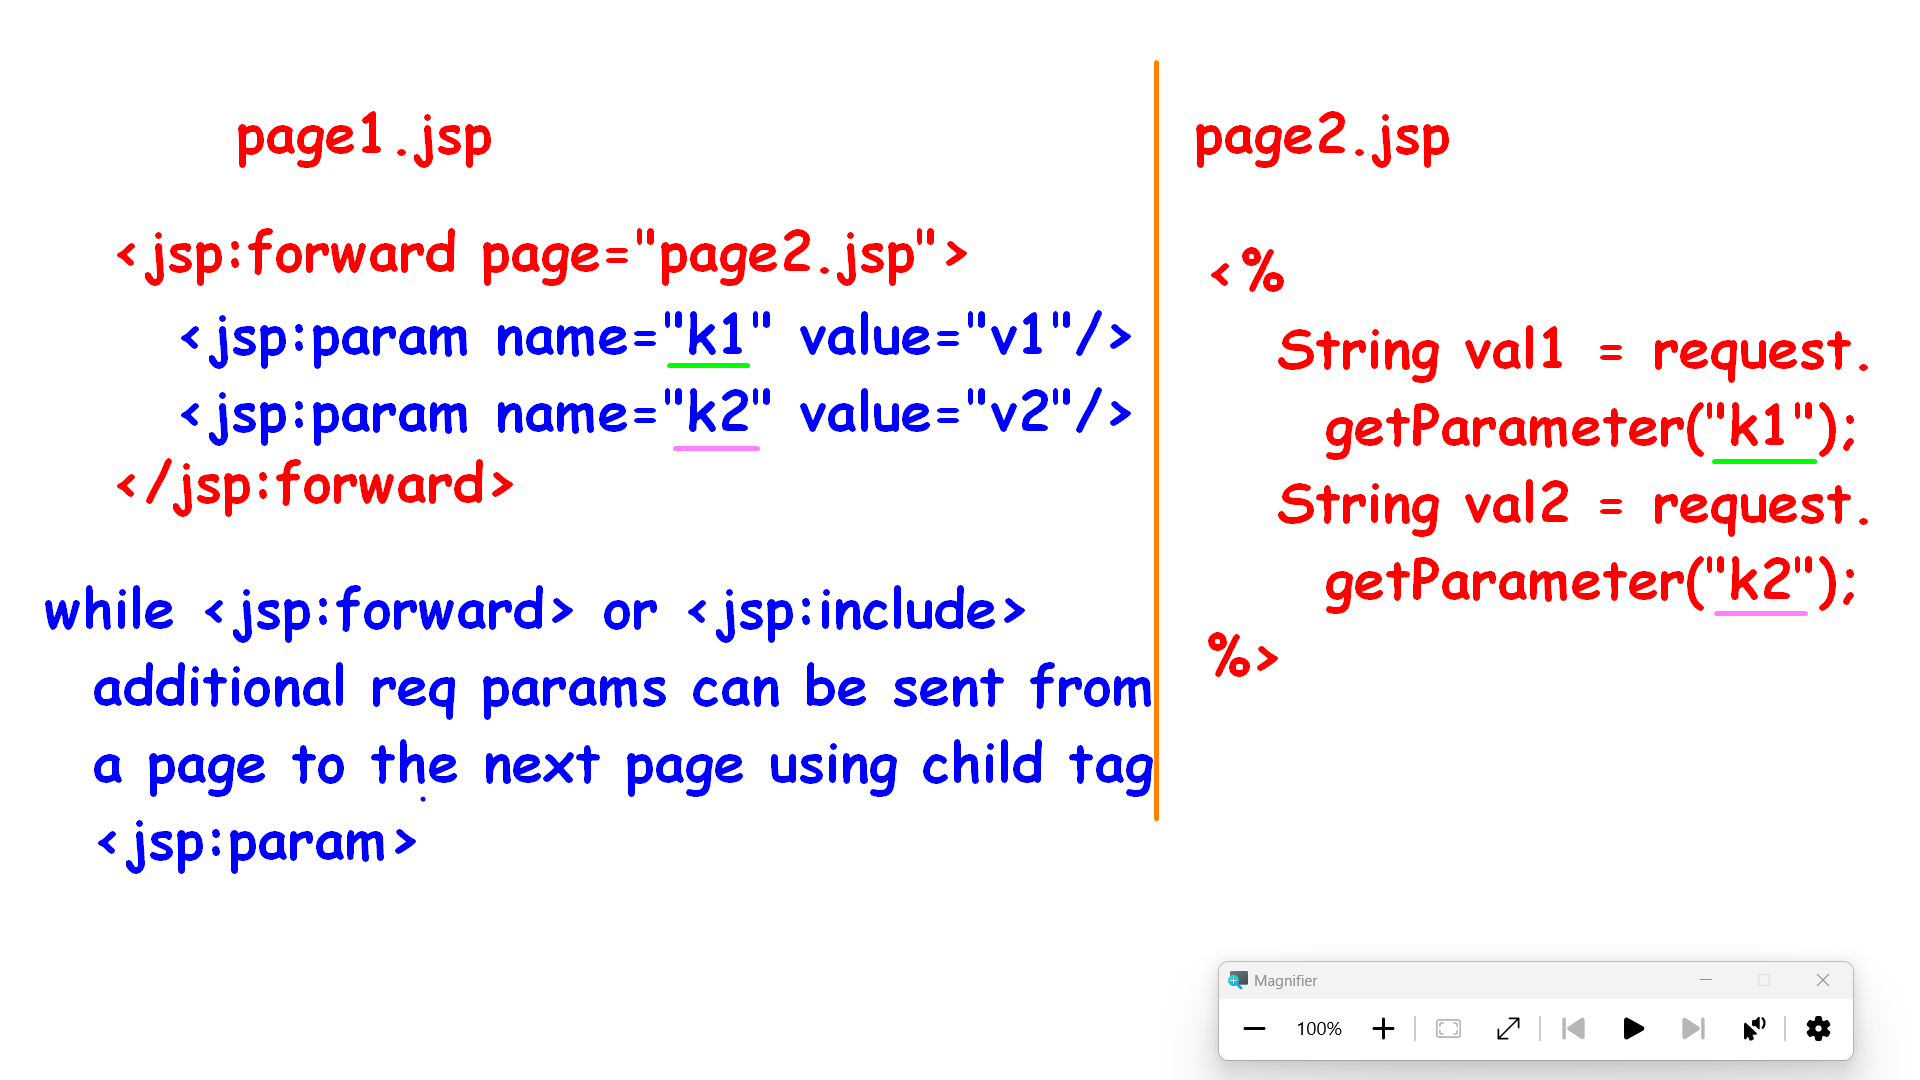 page1.jsp
<jsp:forward page="page2.jsp">
<jsp:param name="k1" value="v1"/>
<jsp:param name="k2" value="v2"/>
</jsp:forward>
while <jsp:forward> or <jsp:include>
additional req params can be sent from
a page to the next page using child tag
<jsp:param>
page2.jsp
<%
String val1 = request.
getParameter("k1");
String val2 = request.
getParameter("k2");
%>
Magnifier
100%